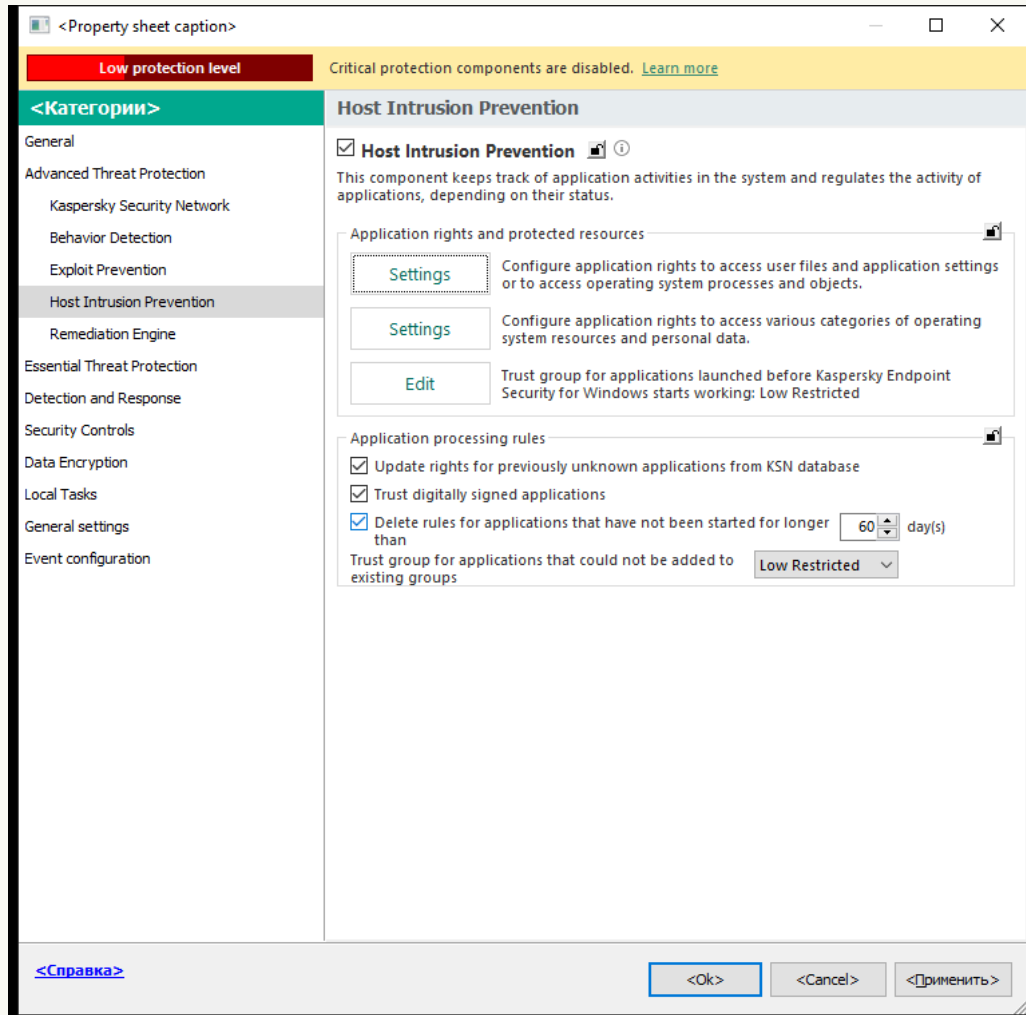 <Property sheet caption>
Low protection level
Critical protection components are disabled. Learn more
<Категории>
General
Advanced Threat Protection
Kaspersky Security Network
Behavior Detection
Exploit Prevention
Host Intrusion Prevention
Remediation Engine
Essential Threat Protection
Detection and Response
Security Controls
Data Encryption
Local Tasks
General settings
Event configuration
Host Intrusion Prevention
Host Intrusion Prevention
This component keeps track of application activities in the system and regulates the activity of
applications, depending on their status.
Application rights and protected resources
Settings
Configure application rights to access user files and application settings
or to access operating system processes and objects.
Settings
Configure application rights to access various categories of operating
system resources and personal data.
Edit
Trust group for applications launched before Kaspersky Endpoint
Security for Windows starts working: Low Restricted
Application processing rules
Update rights for previously unknown applications from KSN database
Trust digitally signed applications
Delete rules for applications that have not been started for longer
than
60 day(s)
Trust group for applications that could not be added to
existing groups
Low Restricted
<Справка>
<Ok>
<Cancel>
<Применить>